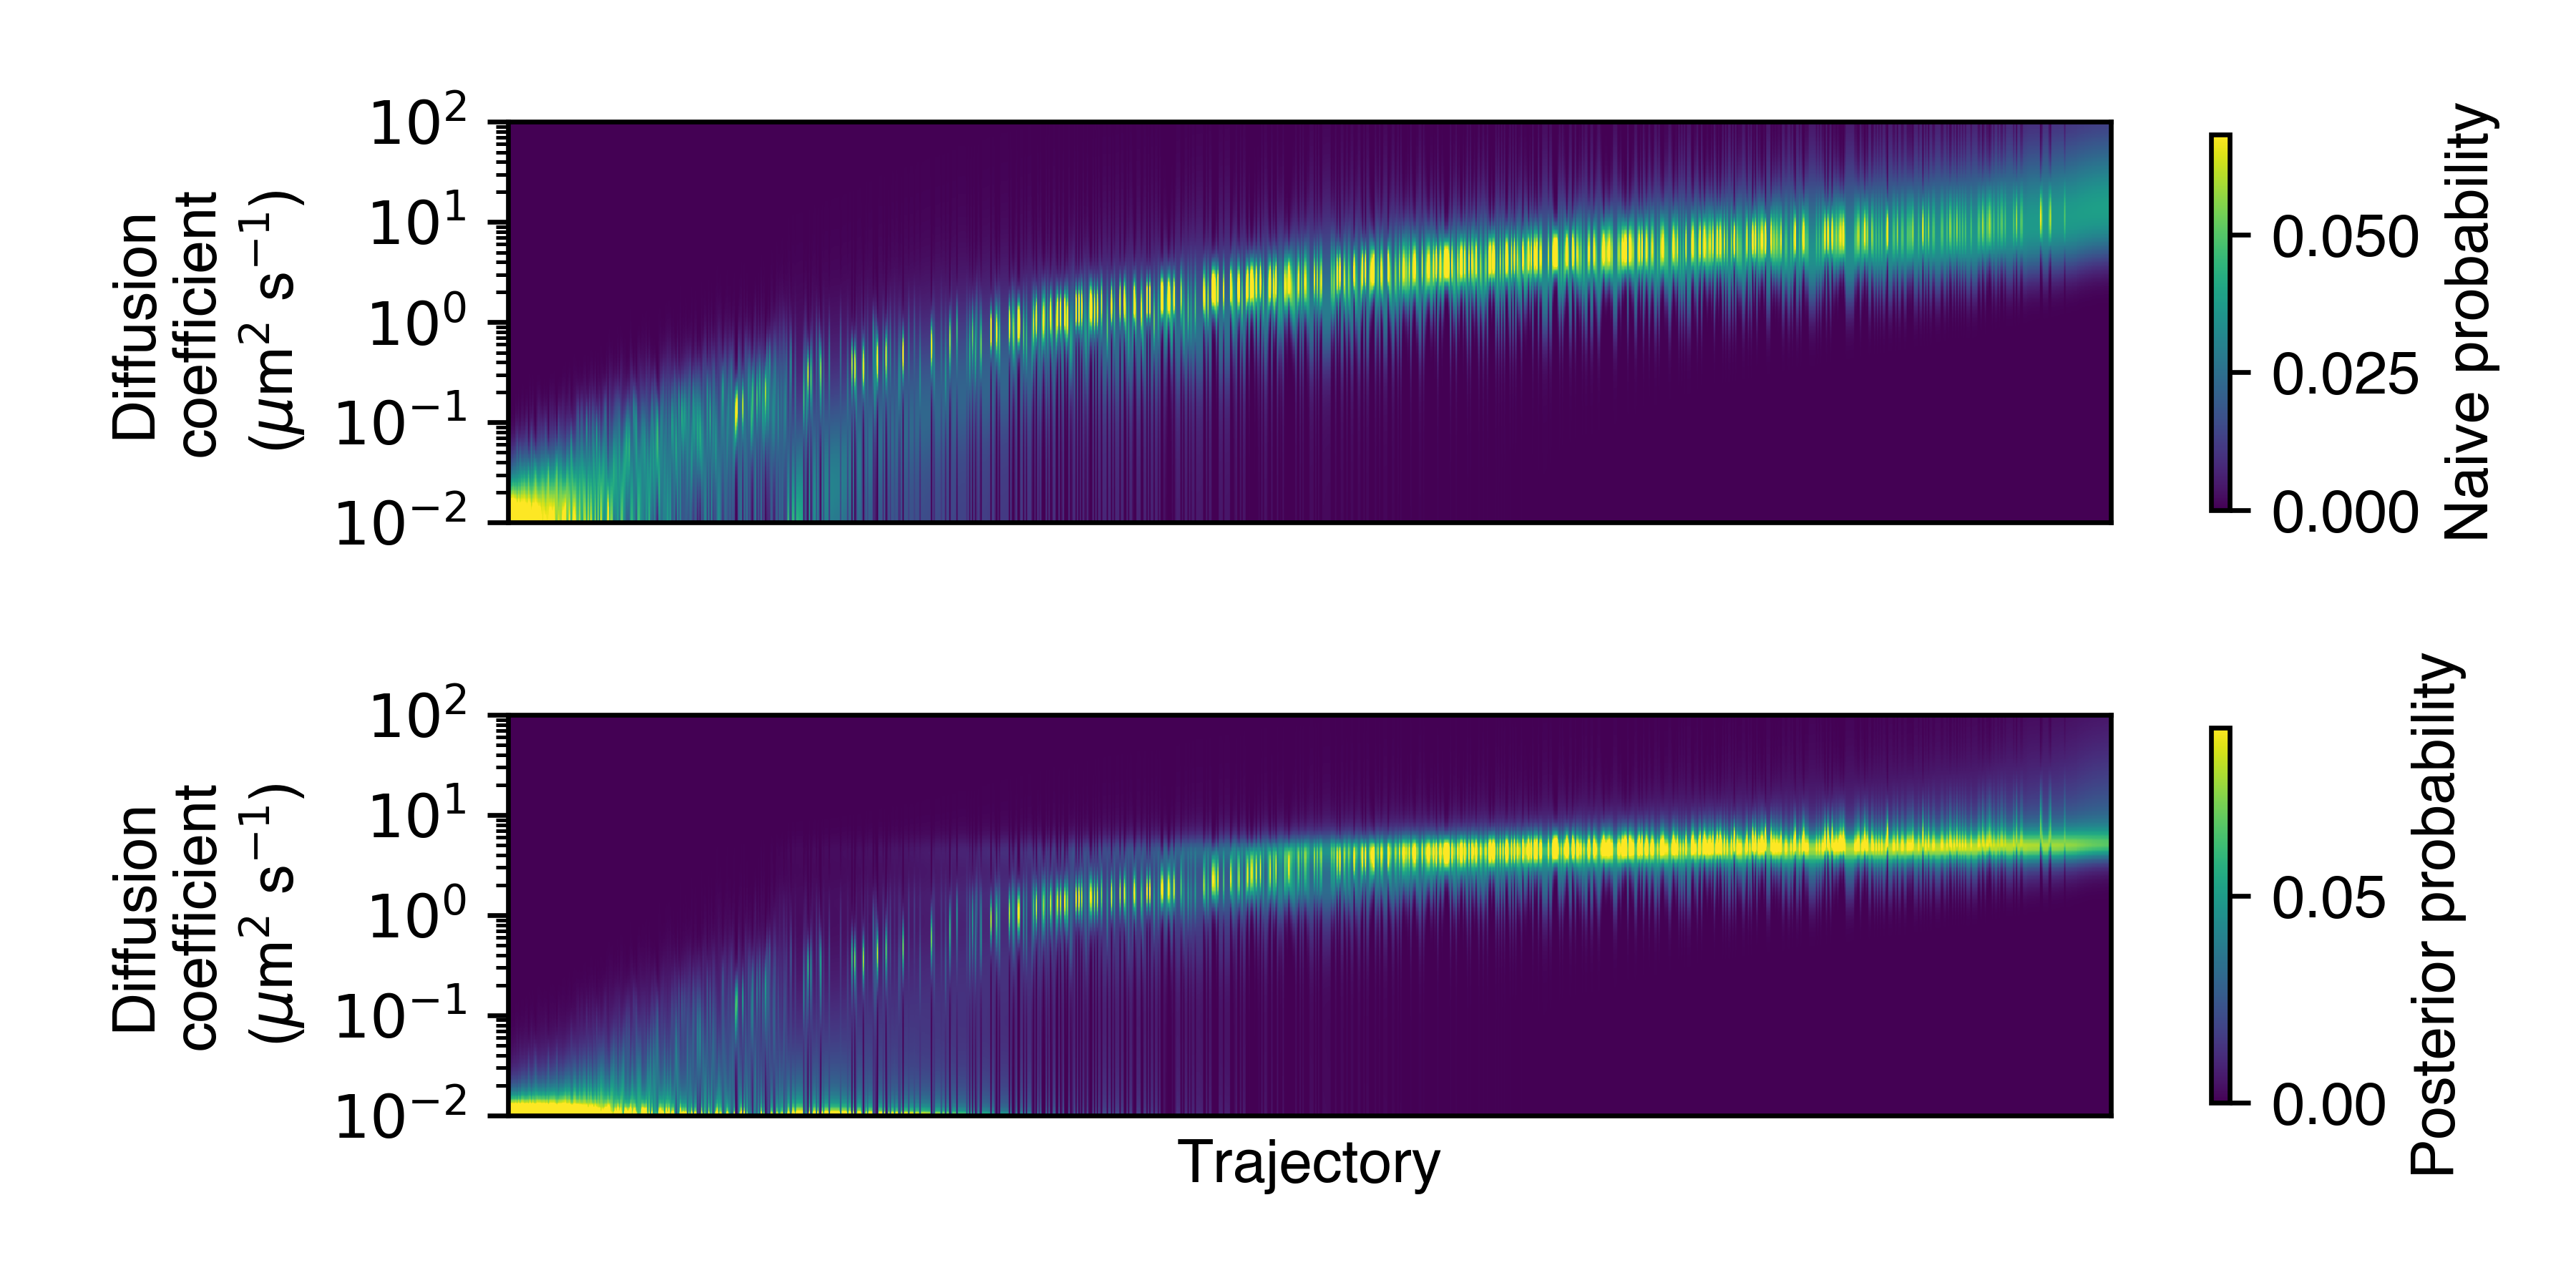 Diffusion
coefficient
(μm² s⁻¹)
10²
10¹
10⁰
10⁻¹
10⁻²
0.050
0.025
0.000
Naive probability
Diffusion
coefficient
(μm² s⁻¹)
10²
10¹
10⁰
10⁻¹
10⁻²
0.05
0.00
Posterior probability
Trajectory